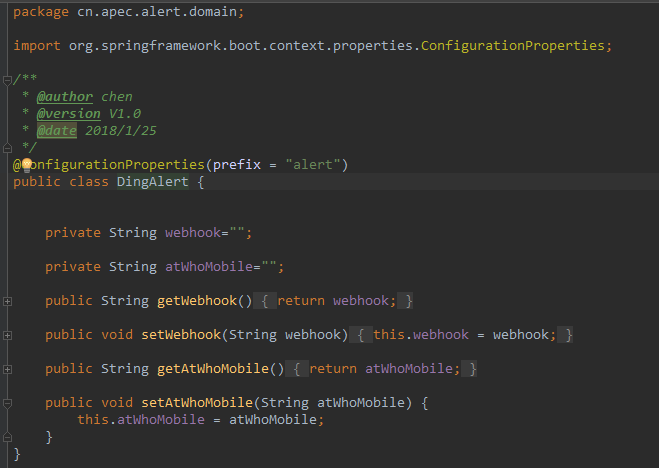 package cn.apec.alert.domain;
import org.springframework.boot.context.properties.ConfigurationProperties;
/**
 * @author chen
 * @version V1.0
 * @date 2018/1/25
 */
@ onfigurationProperties(prefix = "alert")
public class DingAlert {
    private String webhook="";
    private String atWhoMobile="";
    public String getWebhook() { return webhook; }
    public void setWebhook(String webhook) { this.webhook = webhook; }
    public String getAtWhoMobile() { return atWhoMobile; }
    public void setAtWhoMobile(String atWhoMobile) {
        this.atWhoMobile = atWhoMobile;
    }
}